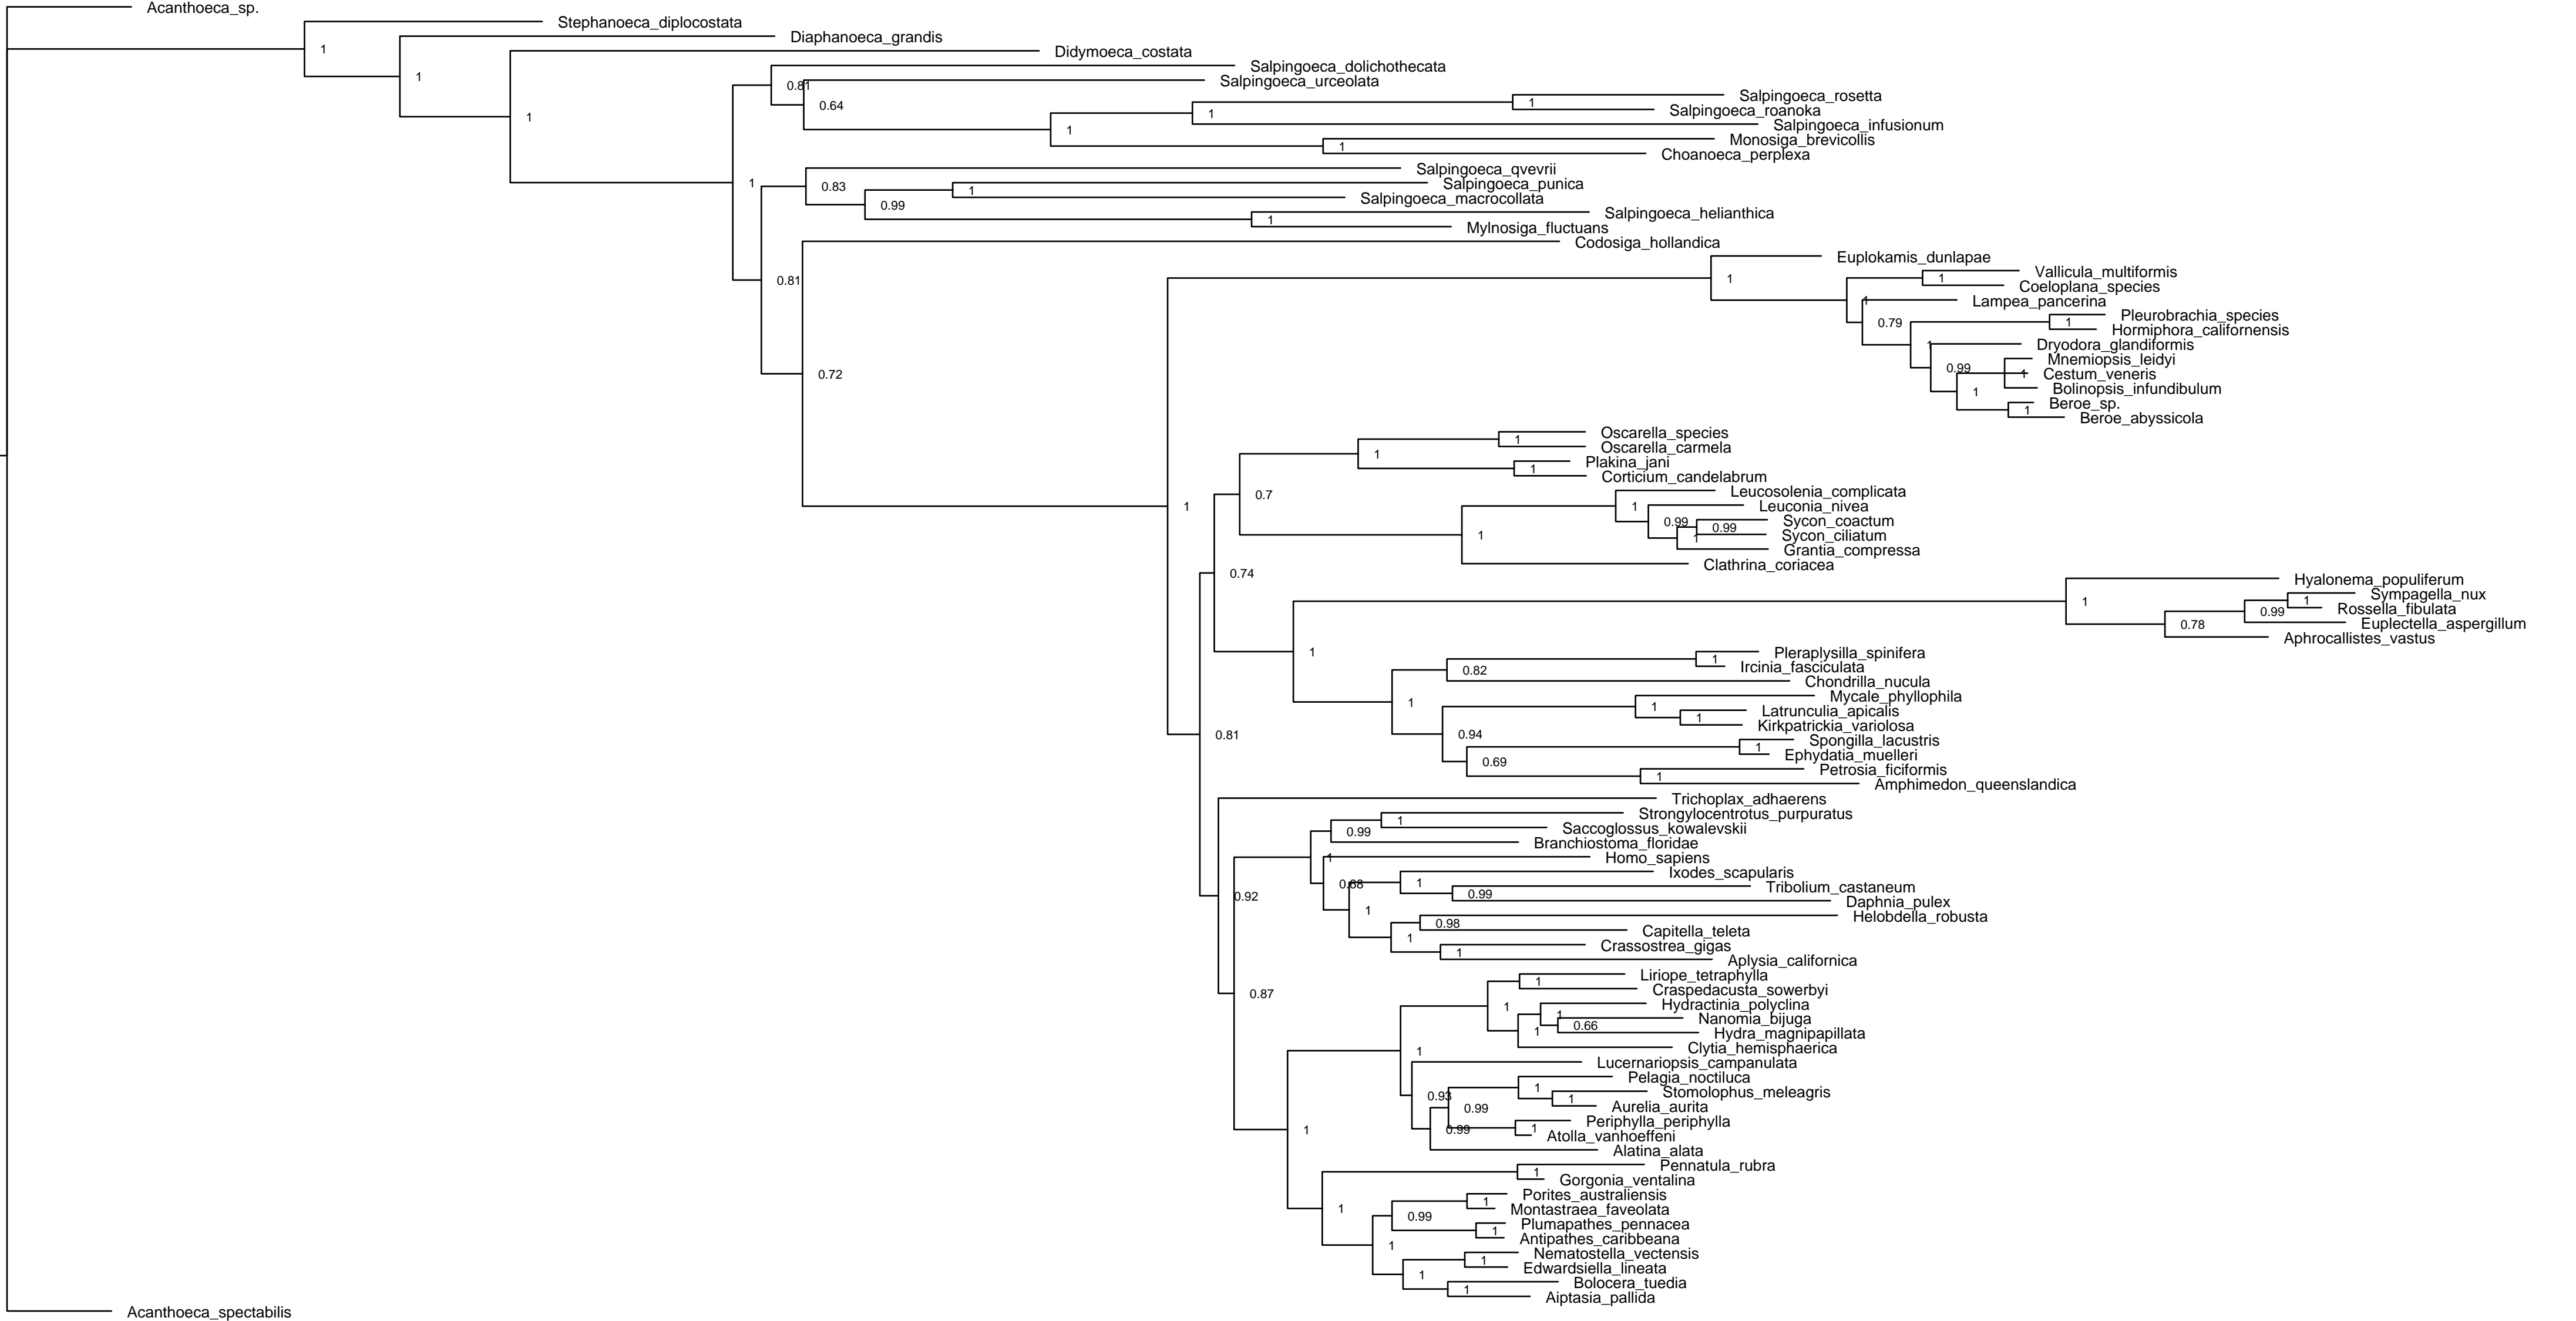 Acanthoeca_sp.
Stephanoeca_diplocostata
1
Diaphanoeca_grandis
Didymoeca_costata
Salpingoeca_dolichothecata
1
Salpingoeca_urceolata
0.81
Salpingoeca_rosetta
1
0.64
Salpingoeca_roanoka
1
1
Salpingoeca_infusionum
1
Monosiga_brevicollis
1
Choanoeca_perplexa
Salpingoeca_qvevrii
1
0.83
Salpingoeca_punica
1
Salpingoeca_macrocollata
0.99
Salpingoeca_helianthica
1
Mylnosiga_fluctuans
Codosiga_hollandica
Euplokamis_dunlapae
Vallicula_multiformis
0.81
1
1
Coeloplana_species
Lampea_pancerina
1
Pleurobrachia_species
0.79
1
Hormiphora_californensis
Dryodora_glandiformis
1
Mnemiopsis_leidyi
0.99
Cestum_veneris
1
0.72
Bolinopsis_infundibulum
1
Beroe_sp.
1
Beroe_abyssicola
Oscarella_species
1
Oscarella_carmela
1
Plakina_jani
1
Corticium_candelabrum
Leucosolenia_complicata
0.7
Leuconia_nivea
1
1
Sycon_coactum
0.99
0.99
Sycon_ciliatum
1
1
Grantia_compressa
Clathrina_coriacea
0.74
Hyalonema_populiferum
Sympagella_nux
1
1
Rossella_fibulata
0.99
Euplectella_aspergillum
0.78
Aphrocallistes_vastus
Pleraplysilla_spinifera
1
1
Ircinia_fasciculata
0.82
Chondrilla_nucula
Mycale_phyllophila
1
1
Latrunculia_apicalis
1
Kirkpatrickia_variolosa
0.81
0.94
Spongilla_lacustris
1
Ephydatia_muelleri
0.69
Petrosia_ficiformis
1
Amphimedon_queenslandica
Trichoplax_adhaerens
Strongylocentrotus_purpuratus
1
Saccoglossus_kowalevskii
0.99
Branchiostoma_floridae
Homo_sapiens
1
Ixodes_scapularis
0.68
1
Tribolium_castaneum
0.92
0.99
Daphnia_pulex
1
Helobdella_robusta
0.98
Capitella_teleta
1
Crassostrea_gigas
1
Aplysia_californica
Liriope_tetraphylla
1
Craspedacusta_sowerbyi
0.87
Hydractinia_polyclina
1
1
Nanomia_bijuga
0.66
1
Hydra_magnipapillata
Clytia_hemisphaerica
1
Lucernariopsis_campanulata
Pelagia_noctiluca
1
Stomolophus_meleagris
0.93
1
Aurelia_aurita
0.99
Periphylla_periphylla
1
0.99
1
Atolla_vanhoeffeni
Alatina_alata
Pennatula_rubra
1
Gorgonia_ventalina
Porites_australiensis
1
1
Montastraea_faveolata
0.99
Plumapathes_pennacea
1
Antipathes_caribbeana
1
Nematostella_vectensis
1
Edwardsiella_lineata
1
Bolocera_tuedia
1
Aiptasia_pallida
Acanthoeca_spectabilis